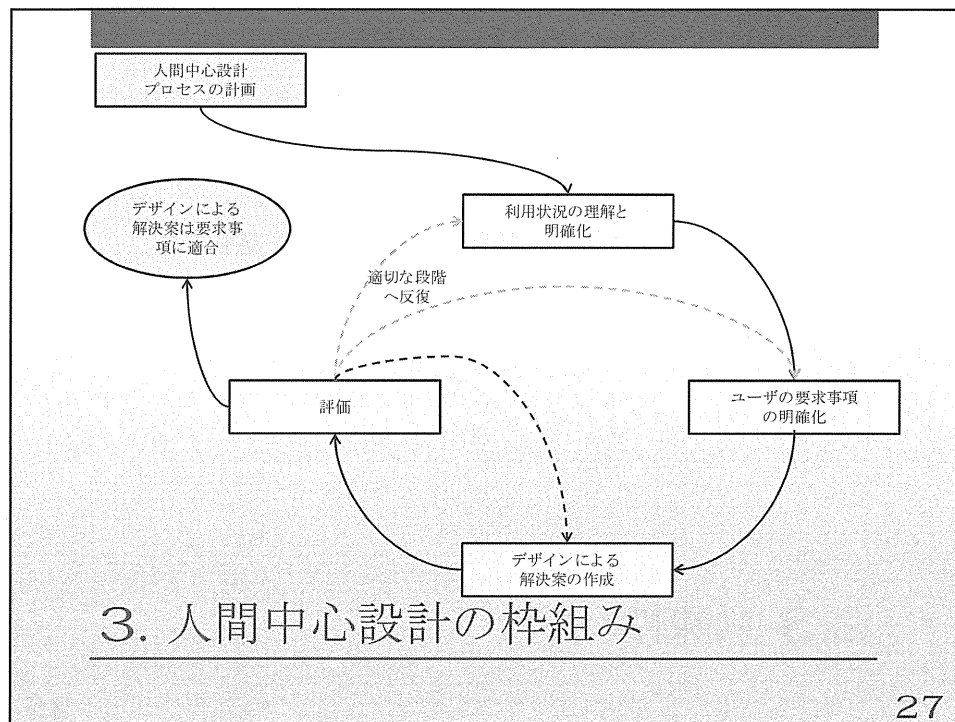 人間中心設計
プロセスの計画
デザインによる
解決案は要求事
項に適合
利用状況の理解と
明確化
適切な段階
へ反復
評価
ユーザの要求事項
の明確化
デザインによる
解決案の作成
3. 人間中心設計の枠組み
27